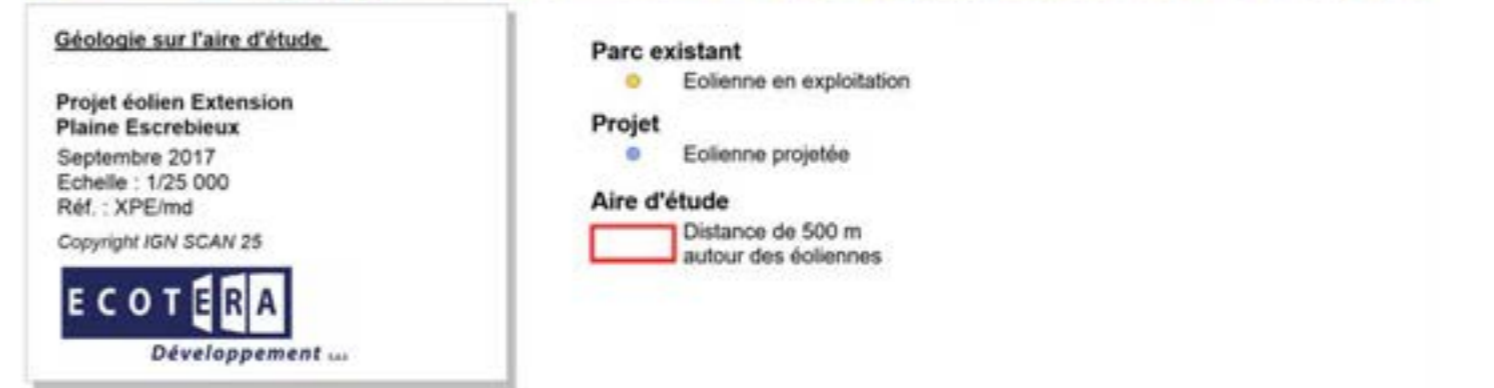 Géologie sur l'aire d'étude
Projet éolien Extension
Plaine Escrebieux
Septembre 2017
Echelle : 1/25 000
Réf. : XPE/md
Copyright IGN SCAN 25
ECOTERA
Développement
Parc existant
Eolienne en exploitation
Projet
Eolienne projetée
Aire d'étude
Distance de 500 m
autour des éoliennes